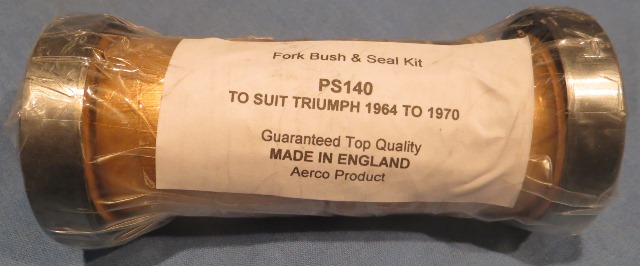 Fork Bush & Seal Kit
PS140
TO SUIT TRIUMPH 1964 TO 1970
Guaranteed Top Quality
MADE IN ENGLAND
Aerco Product